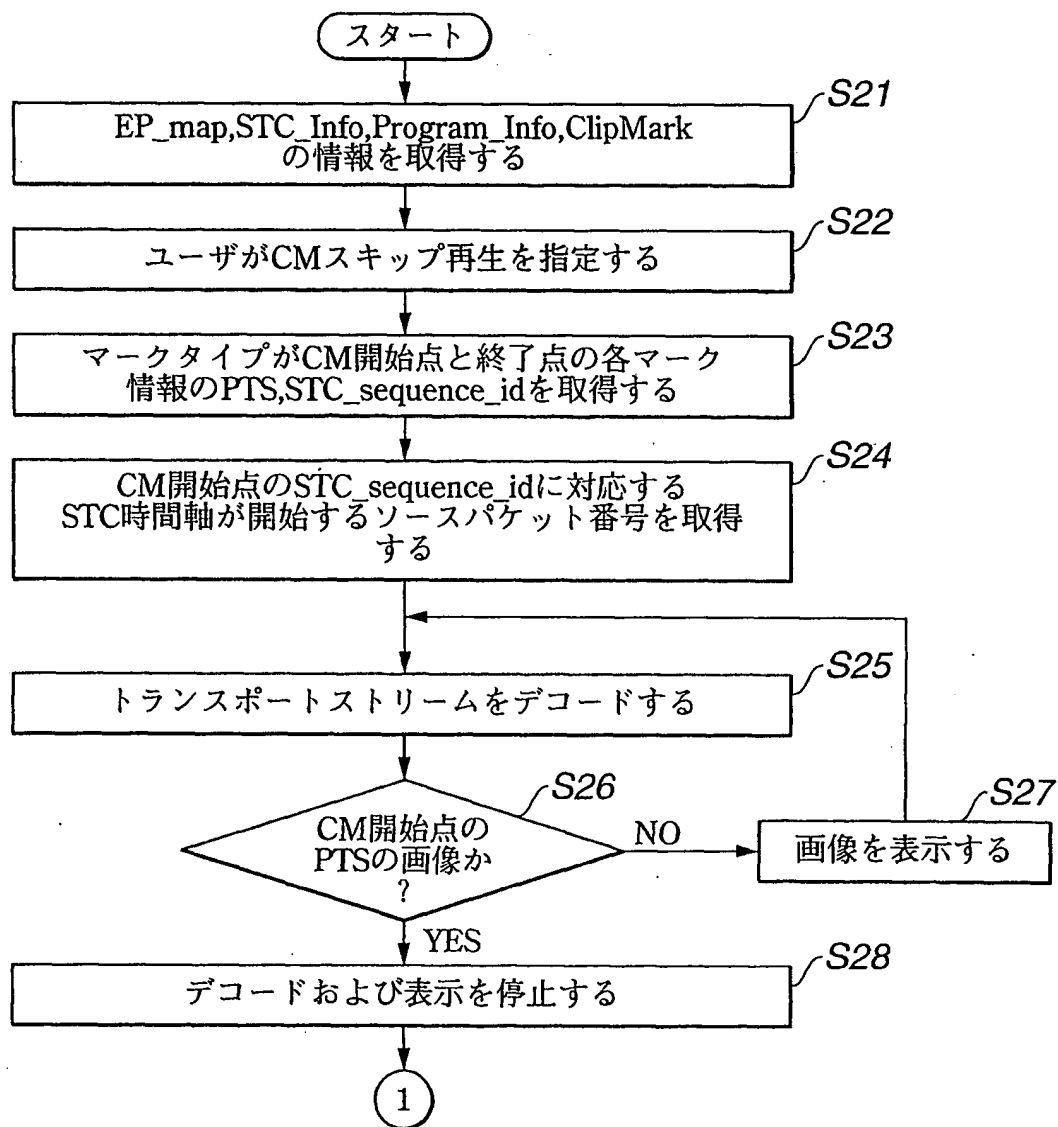 スタート
S21
EP_map,STC_Info,Program_Info,ClipMark
の情報を取得する
S22
ユーザがCMスキップ再生を指定する
S23
マークタイプがCM開始点と終了点の各マーク
情報のPTS,STC_sequence_idを取得する
S24
CM開始点のSTC_sequence_idに対応する
STC時間軸が開始するソースパケット番号を取得
する
S25
トランスポートストリームをデコードする
S26
CM開始点の
PTSの画像か
?
NO
S27
画像を表示する
YES
S28
デコードおよび表示を停止する
1